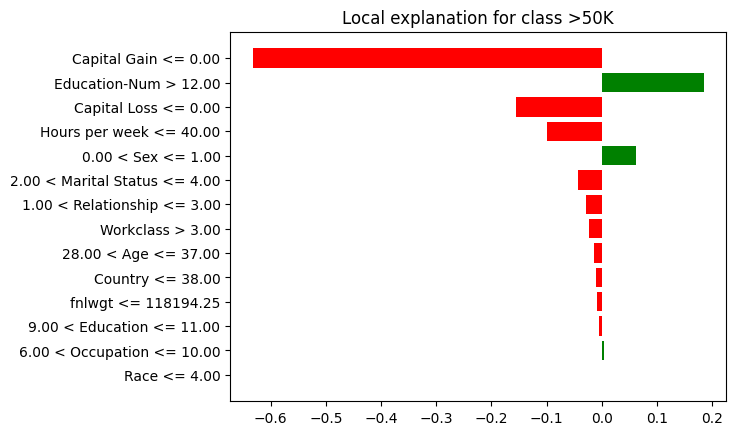 Local explanation for class >50K
Capital Gain <= 0.00
Education-Num > 12.00
Capital Loss <= 0.00
Hours per week <= 40.00
0.00 < Sex <= 1.00
2.00 < Marital Status <= 4.00
1.00 < Relationship <= 3.00
Workclass > 3.00
28.00 < Age <= 37.00
Country <= 38.00
fnlwgt <= 118194.25
9.00 < Education <= 11.00
6.00 < Occupation <= 10.00
Race <= 4.00
−0.6 −0.5 −0.4 −0.3 −0.2 −0.1 0.0 0.1 0.2